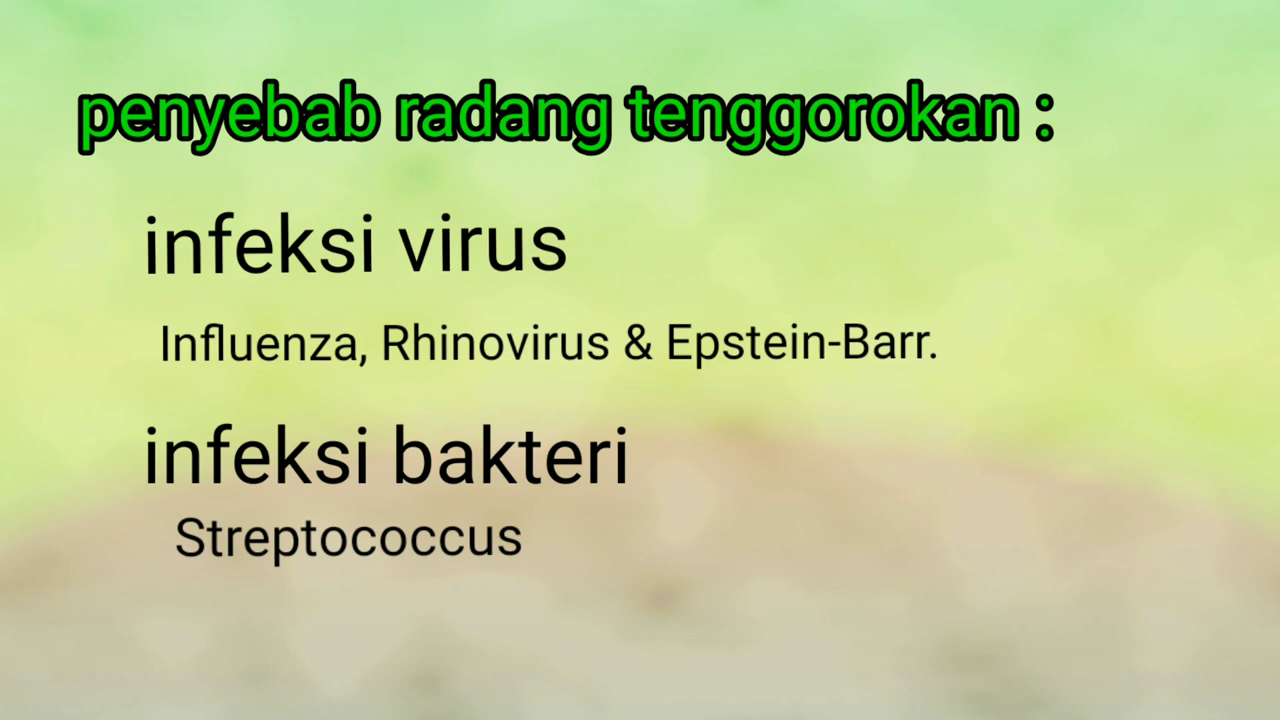 penyebab radang tenggorokan :
infeksi virus
Influenza, Rhinovirus & Epstein-Barr.
infeksi bakteri
Streptococcus